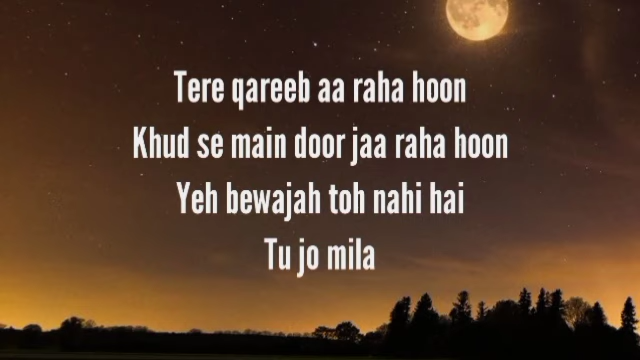 Tere qareeb aa raha hoon
Khud se main door jaa raha hoon
Yeh bewajah toh nahi hai
Tu jo mila